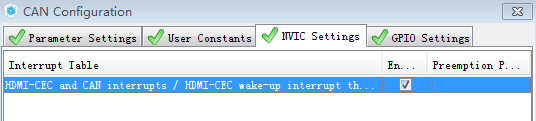 CAN Configuration
Parameter Settings User Constants NVIC Settings GPIO Settings
Interrupt Table En... Preemption P...
HDMI-CEC and CAN interrupts / HDMI-CEC wake-up interrupt th... 0